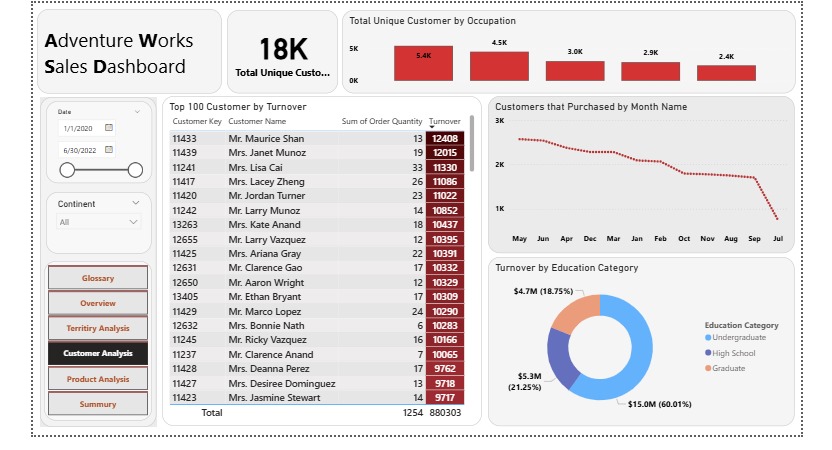 Adventure Works
Sales Dashboard
18K
Total Unique Custo...
Total Unique Customer by Occupation
5K
0K
5.4K
4.5K
3.0K
2.9K
2.4K
Date
1/1/2020
6/30/2022
Continent
All
Glossary
Overview
Territiry Analysis
Customer Analysis
Product Analysis
Summury
Top 100 Customer by Turnover
Customer Key Customer Name Sum of Order Quantity Turnover
11433 Mr. Maurice Shan 13 12408
11439 Mrs. Janet Munoz 19 12015
11241 Mrs. Lisa Cai 33 11330
11417 Mrs. Lacey Zheng 26 11086
11420 Mr. Jordan Turner 23 11022
11242 Mr. Larry Munoz 14 10852
13263 Mrs. Kate Anand 18 10437
12655 Mr. Larry Vazquez 12 10395
11425 Mrs. Ariana Gray 22 10391
12631 Mr. Clarence Gao 17 10332
12650 Mr. Aaron Wright 12 10329
13405 Mr. Ethan Bryant 17 10309
11429 Mr. Marco Lopez 24 10290
12632 Mrs. Bonnie Nath 6 10283
11245 Mr. Ricky Vazquez 16 10166
11237 Mr. Clarence Anand 7 10065
11428 Mrs. Deanna Perez 17 9762
11427 Mrs. Desiree Dominguez 13 9718
11423 Mrs. Jasmine Stewart 14 9717
Total 1254 880303
Customers that Purchased by Month Name
3K
2K
1K
May Jun Apr Dec Mar Jan Feb Oct Nov Aug Sep Jul
Turnover by Education Category
$4.7M (18.75%)
$5.3M
(21.25%)
$15.0M (60.01%)
Education Category
Undergraduate
High School
Graduate